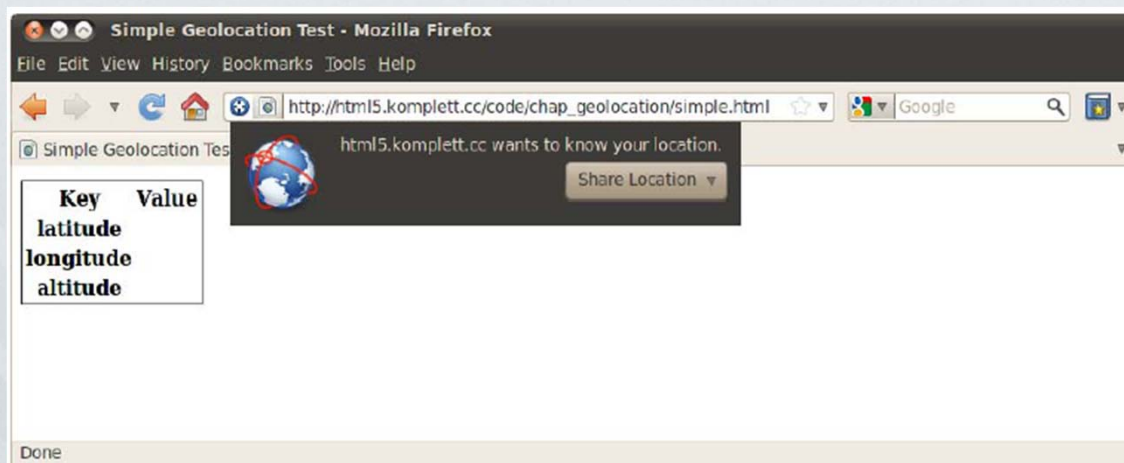 Simple Geolocation Test - Mozilla Firefox
File Edit View History Bookmarks Tools Help
http://html5.komplett.cc/code/chap_geolocation/simple.html Google
Simple Geolocation Tes
html5.komplett.cc wants to know your location.
Share Location
Key Value
latitude
longitude
altitude
Done